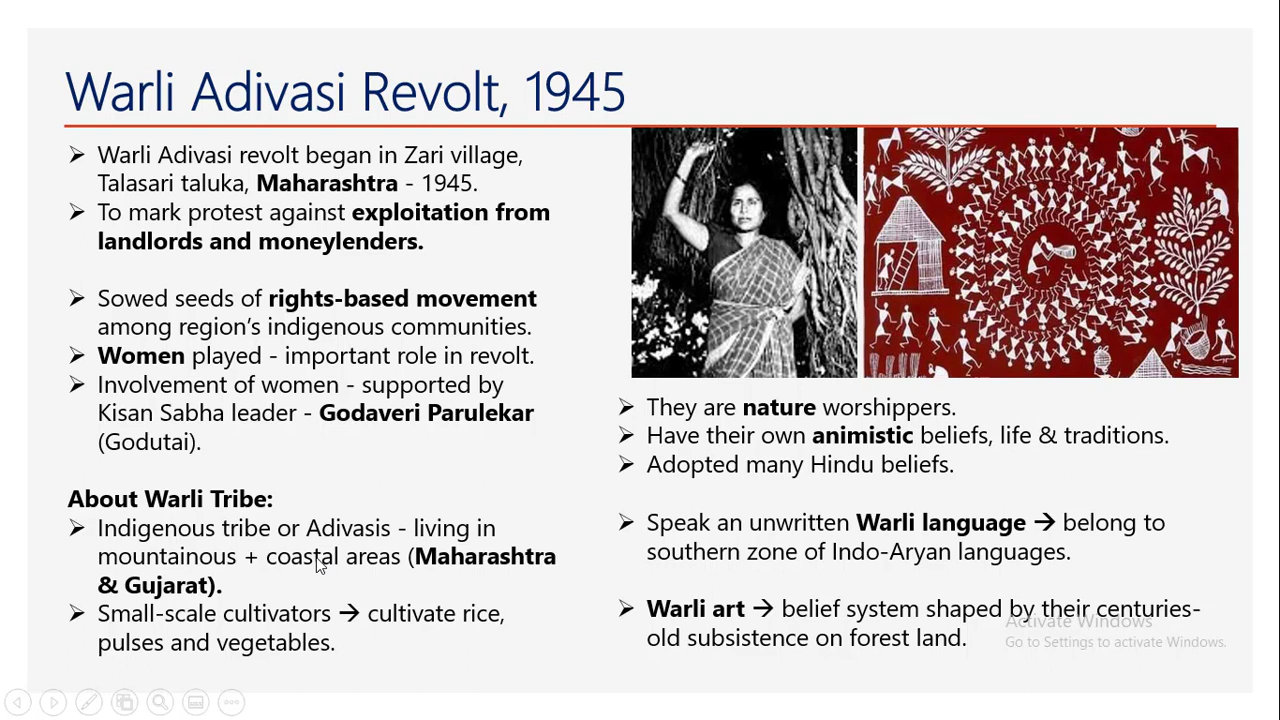 Warli Adivasi Revolt, 1945
➢ Warli Adivasi revolt began in Zari village,
Talasari taluka, Maharashtra - 1945.
➢ To mark protest against exploitation from
landlords and moneylenders.
➢ Sowed seeds of rights-based movement
among region's indigenous communities.
➢ Women played - important role in revolt.
➢ Involvement of women - supported by
Kisan Sabha leader - Godaveri Parulekar
(Godutai).
About Warli Tribe:
➢ Indigenous tribe or Adivasis - living in
mountainous + coastal areas (Maharashtra
& Gujarat).
➢ Small-scale cultivators → cultivate rice,
pulses and vegetables.
➢ They are nature worshippers.
➢ Have their own animistic beliefs, life & traditions.
➢ Adopted many Hindu beliefs.
➢ Speak an unwritten Warli language → belong to
southern zone of Indo-Aryan languages.
➢ Warli art → belief system shaped by their centuries-
old subsistence on forest land.
Activate Windows
Go to Settings to activate Windows.